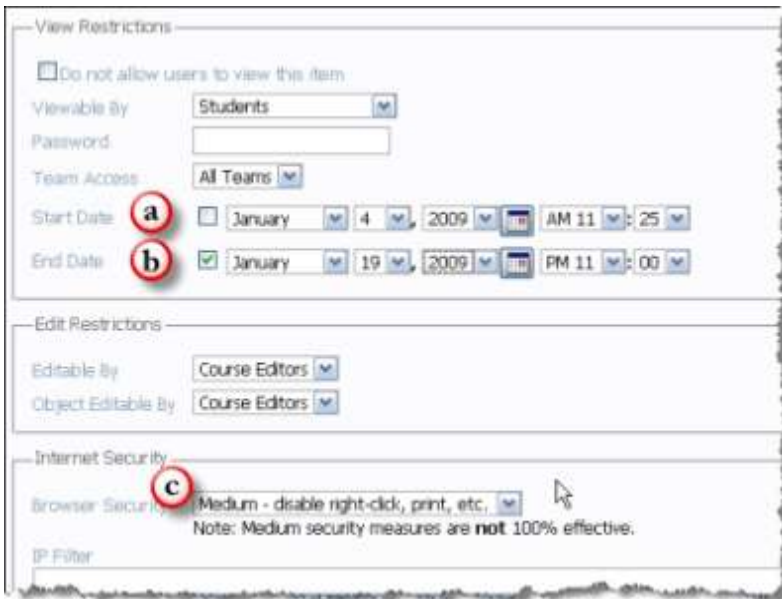 View Restrictions
Do not allow users to view this item
Viewable By Students
Password
Team Access All Teams
Start Date a January 4 , 2009 AM 11 : 25
End Date b January 19 , 2009 PM 11 : 00
Edit Restrictions
Editable By Course Editors
Object Editable By Course Editors
Internet Security
c
Browser Security Medium - disable right-click, print, etc.
Note: Medium security measures are not 100% effective.
IP Filter